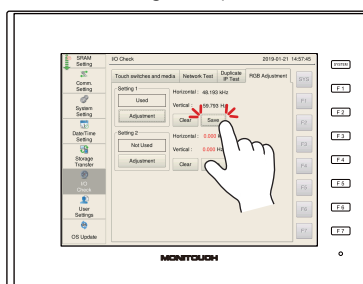 SRAM
Setting
I/O Check
2019-01-21 14:57:45
SYSTEM
Comm.
Setting
System
Setting
Date/Time
Setting
Storage
Transfer
I/O
Check
User
Settings
OS Update
Touch switches and media
Network Test
Duplicate
IP Test
RGB Adjustment
Setting 1
Used
Adjustment
Horizontal : 48.193 kHz
Vertical : 59.793 Hz
Clear
Save
Setting 2
Not Used
Adjustment
Horizontal : 0.000
Vertical : 0.000 Hz
Clear
SYS
F1
F2
F3
F4
F5
F6
F7
F 1
F 2
F 3
F 4
F 5
F 6
F 7
MONITOUCH